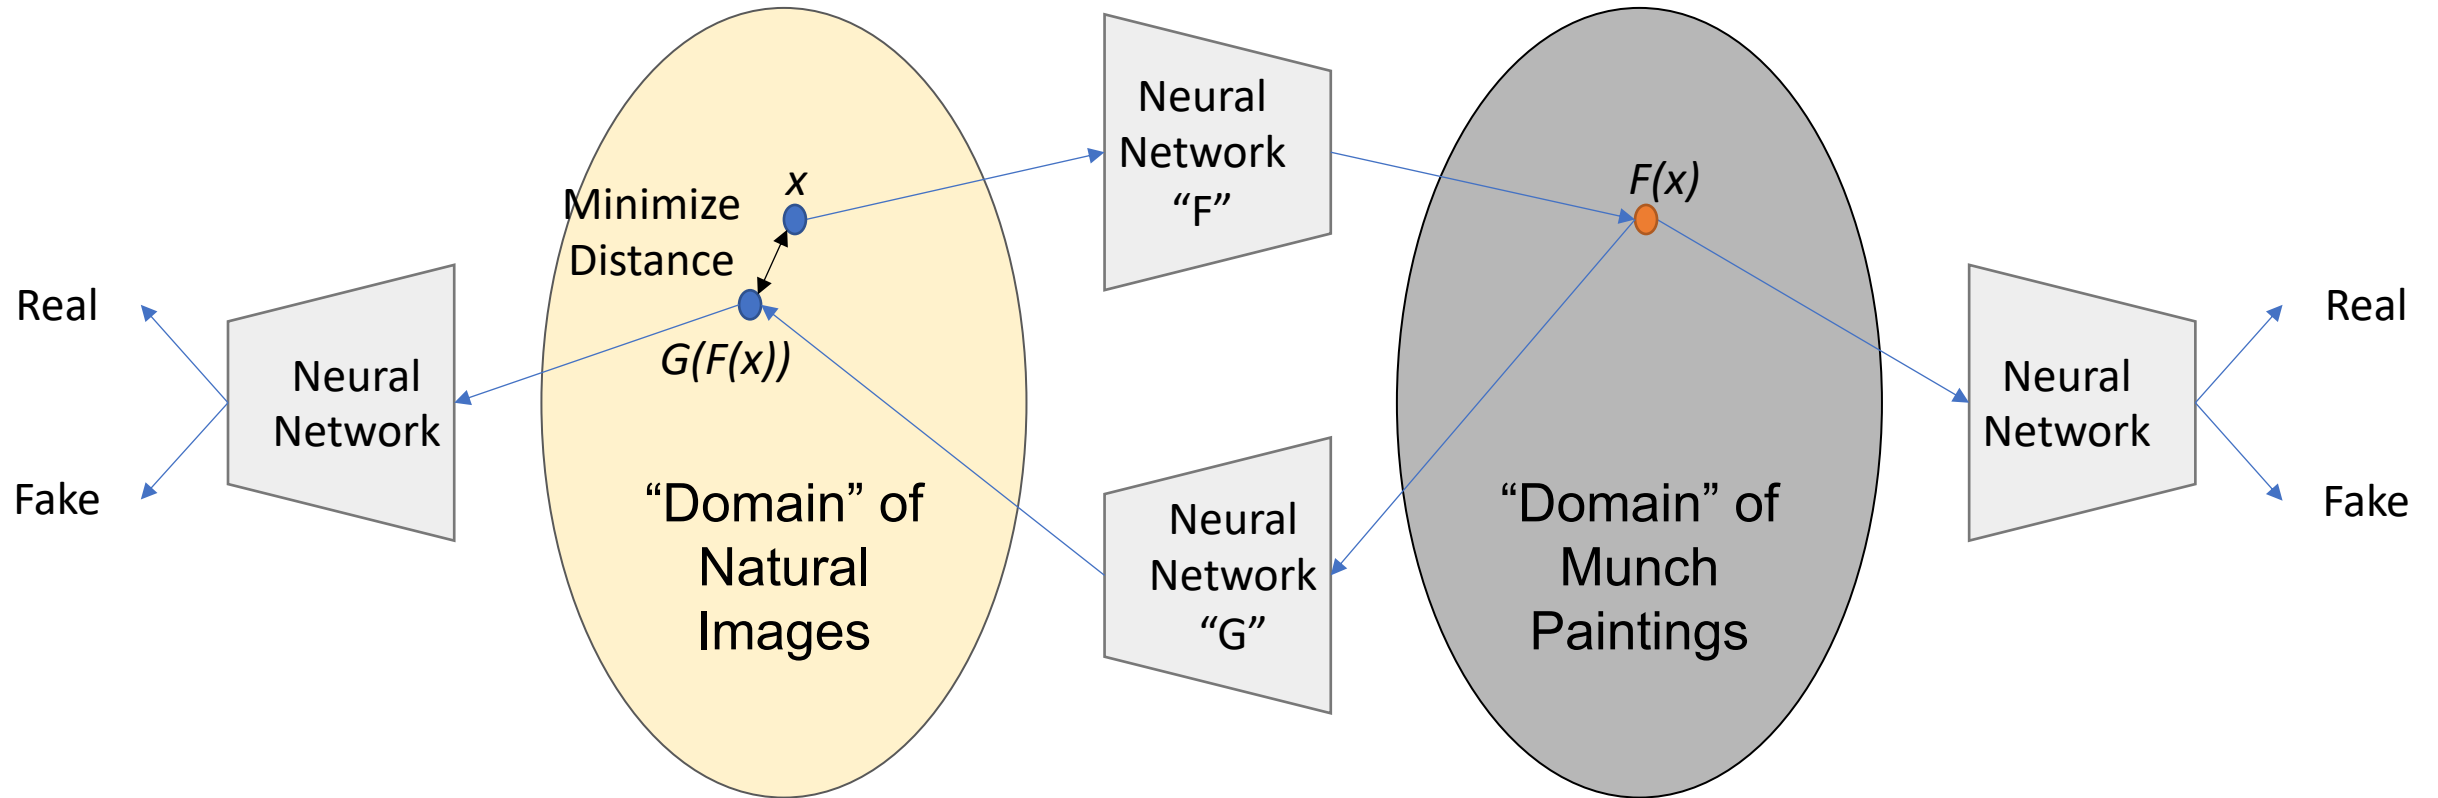 Real
Fake
Neural
Network
Minimize
Distance
x
G(F(x))
“Domain” of
Natural
Images
Neural
Network
“F”
Neural
Network
“G”
F(x)
“Domain” of
Munch
Paintings
Neural
Network
Real
Fake